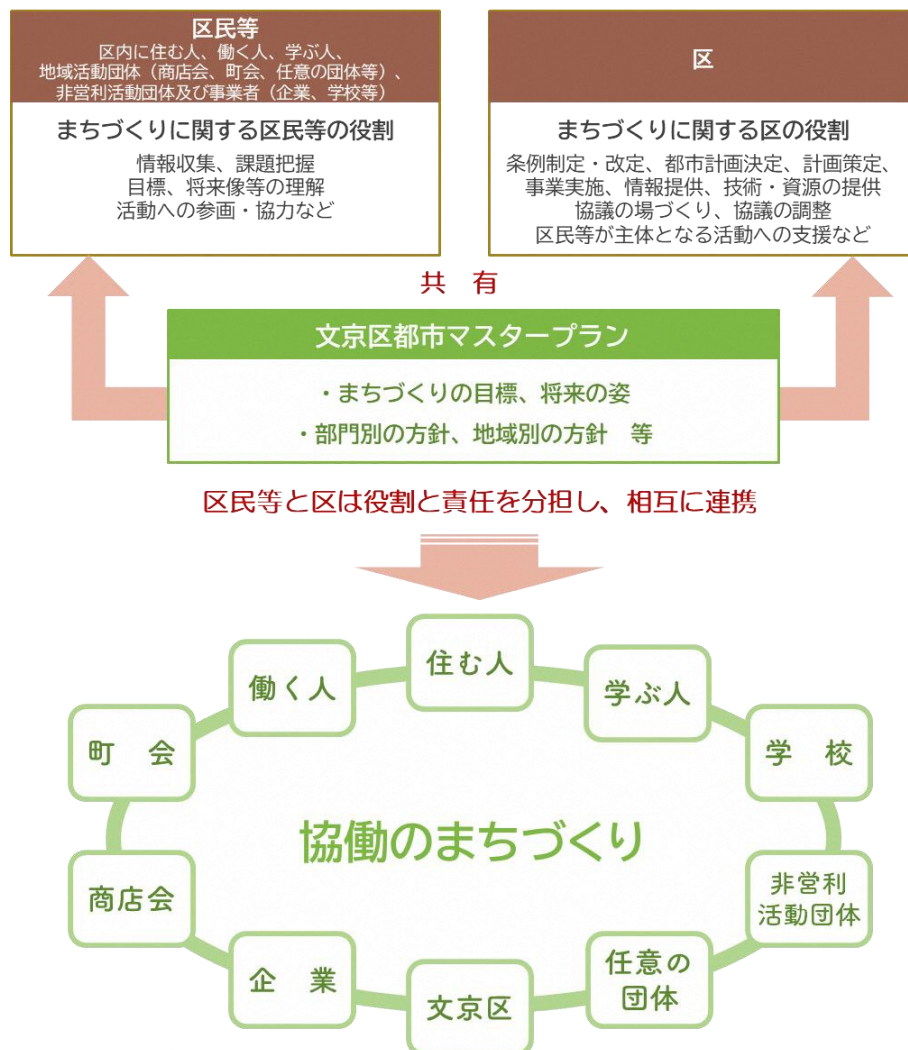 区民等
区内に住む人、働く人、学ぶ人、
地域活動団体（商店会、町会、任意の団体等）、
非営利活動団体及び事業者（企業、学校等）
まちづくりに関する区民等の役割
情報収集、課題把握
目標、将来像等の理解
活動への参画・協力など
区
まちづくりに関する区の役割
条例制定・改定、都市計画決定、計画策定、
事業実施、情報提供、技術・資源の提供
協議の場づくり、協議の調整
区民等が主体となる活動への支援など
共　有
文京区都市マスタープラン
・まちづくりの目標、将来の姿
・部門別の方針、地域別の方針　等
区民等と区は役割と責任を分担し、相互に連携
住む人
働く人
学ぶ人
町　会
学　校
協働のまちづくり
商店会
非営利
活動団体
企　業
任意の
団体
文京区